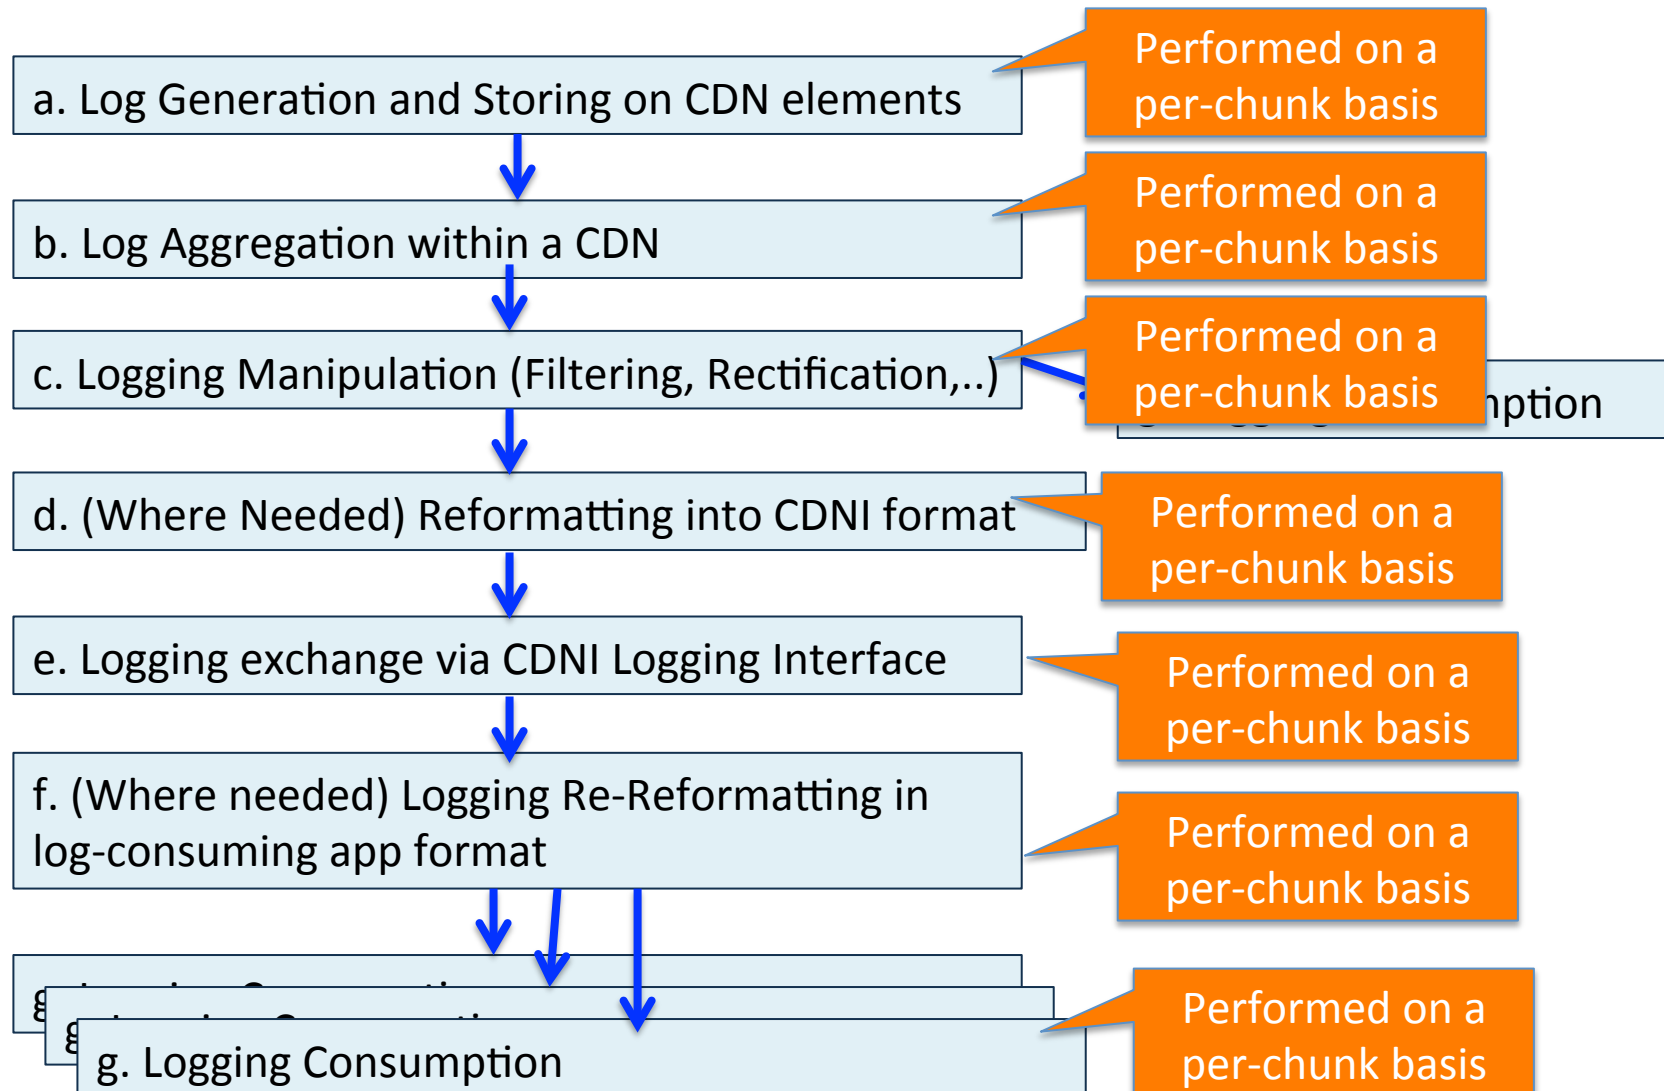 Performed on a
per-chunk basis
a. Log Generation and Storing on CDN elements
Performed on a
per-chunk basis
b. Log Aggregation within a CDN
Performed on a
per-chunk basis
c. Logging Manipulation (Filtering, Rectification,..)
d. (Where Needed) Reformatting into CDNI format
Performed on a
per-chunk basis
e. Logging exchange via CDNI Logging Interface
Performed on a
per-chunk basis
f. (Where needed) Logging Re-Reformatting in
log-consuming app format
Performed on a
per-chunk basis
g. Logging Consumption
Performed on a
per-chunk basis